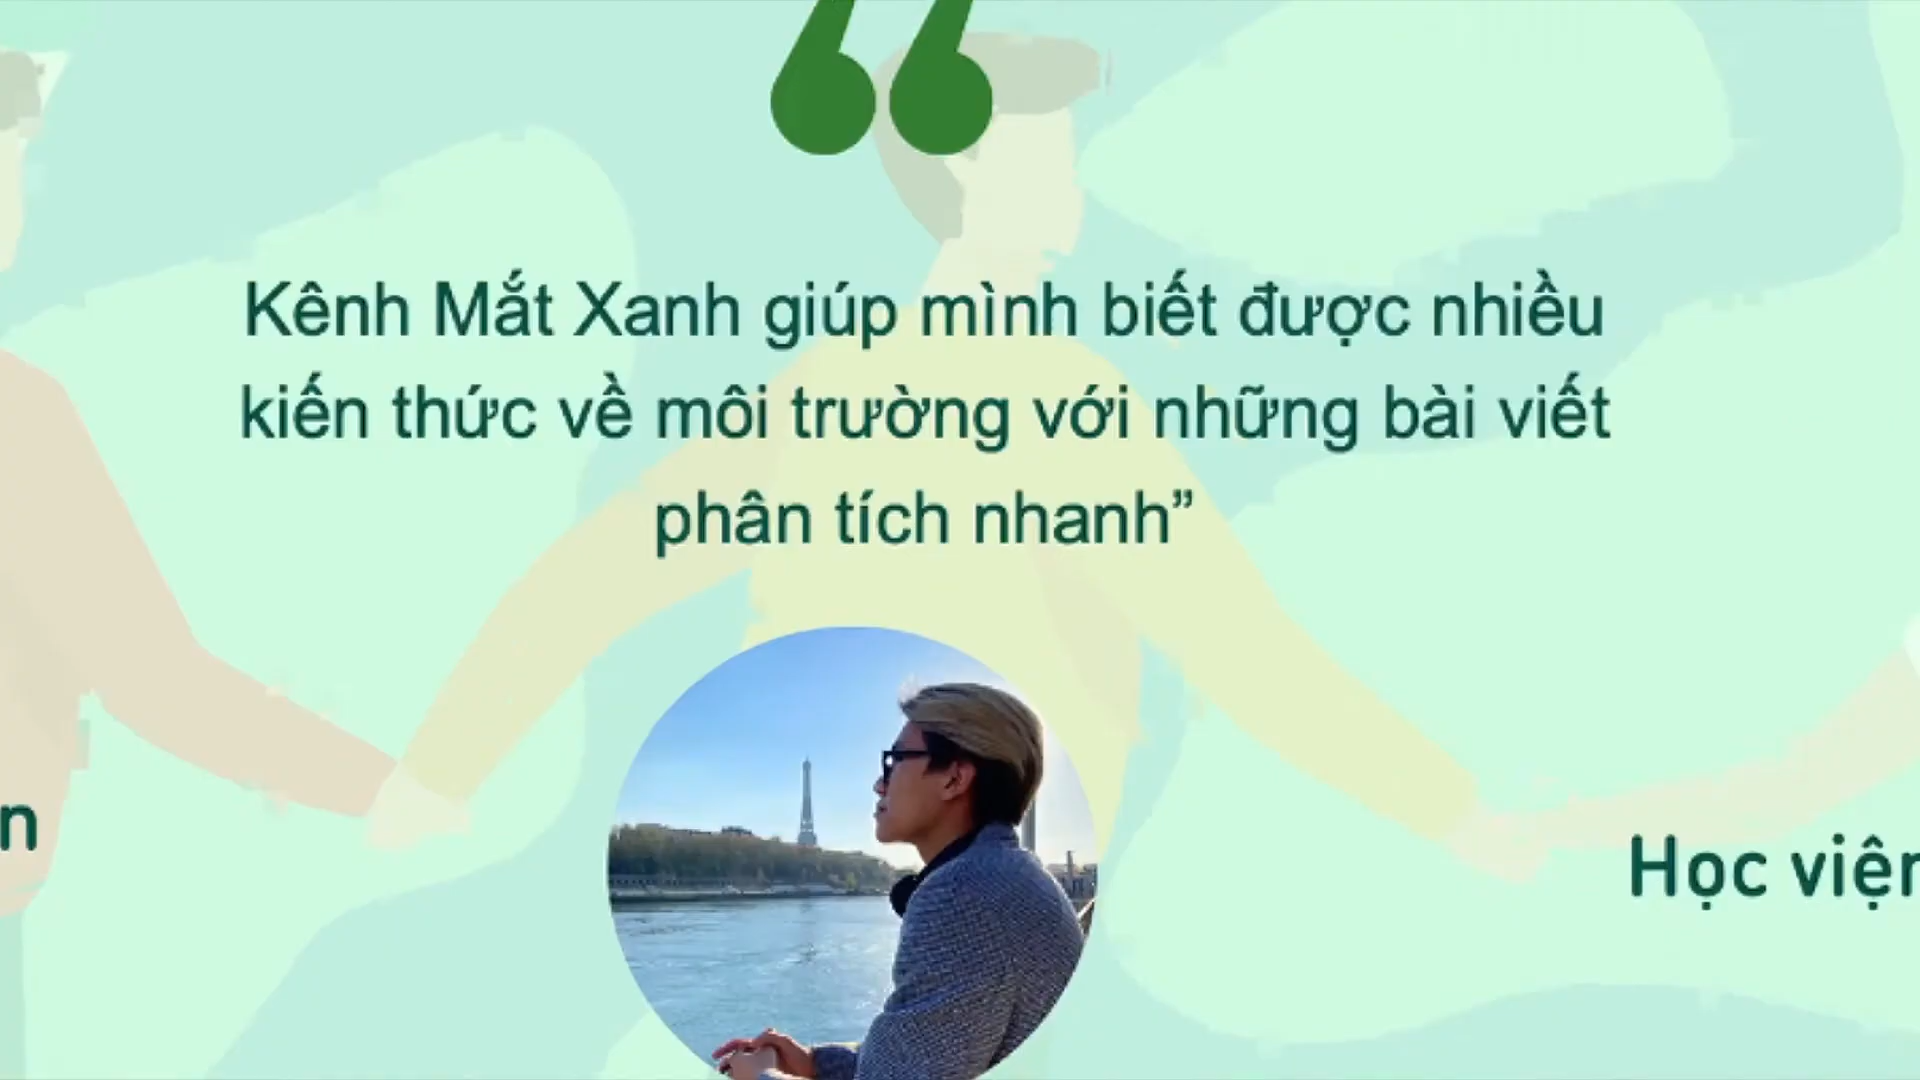 “
Kênh Mắt Xanh giúp mình biết được nhiều
kiến thức về môi trường với những bài viết
phân tích nhanh”
n
Học viện